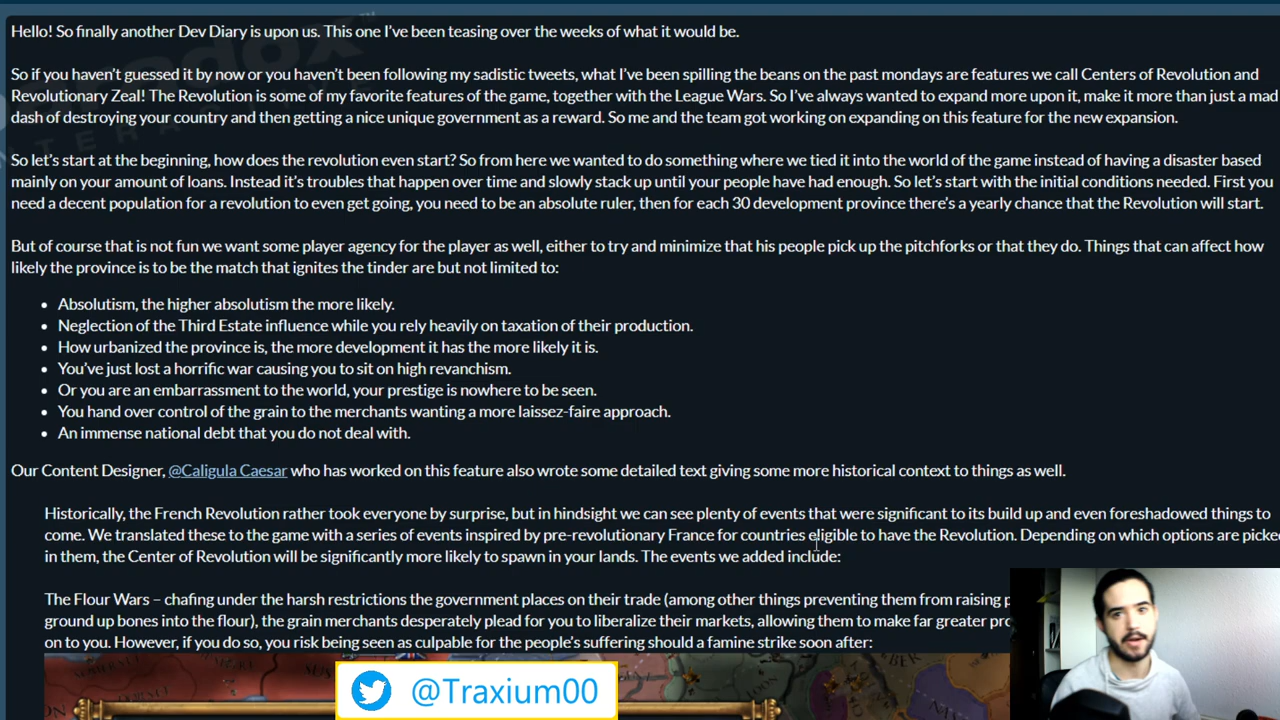 Hello! So finally another Dev Diary is upon us. This one I've been teasing over the weeks of what it would be.
So if you haven't guessed it by now or you haven't been following my sadistic tweets, what I've been spilling the beans on the past mondays are features we call Centers of Revolution and
Revolutionary Zeal! The Revolution is some of my favorite features of the game, together with the League Wars. So I've always wanted to expand more upon it, make it more than just a mad
dash of destroying your country and then getting a nice unique government as a reward. So me and the team got working on expanding on this feature for the new expansion.
So let's start at the beginning, how does the revolution even start? So from here we wanted to do something where we tied it into the world of the game instead of having a disaster based
mainly on your amount of loans. Instead it's troubles that happen over time and slowly stack up until your people have had enough. So let's start with the initial conditions needed. First you
need a decent population for a revolution to even get going, you need to be an absolute ruler, then for each 30 development province there's a yearly chance that the Revolution will start.
But of course that is not fun we want some player agency for the player as well, either to try and minimize that his people pick up the pitchforks or that they do. Things that can affect how
likely the province is to be the match that ignites the tinder are but not limited to:
• Absolutism, the higher absolutism the more likely.
• Neglection of the Third Estate influence while you rely heavily on taxation of their production.
• How urbanized the province is, the more development it has the more likely it is.
• You've just lost a horrific war causing you to sit on high revanchism.
• Or you are an embarrassment to the world, your prestige is nowhere to be seen.
• You hand over control of the grain to the merchants wanting a more laissez-faire approach.
• An immense national debt that you do not deal with.
Our Content Designer, @Caligula Caesar who has worked on this feature also wrote some detailed text giving some more historical context to things as well.
Historically, the French Revolution rather took everyone by surprise, but in hindsight we can see plenty of events that were significant to its build up and even foreshadowed things to
come. We translated these to the game with a series of events inspired by pre-revolutionary France for countries eligible to have the Revolution. Depending on which options are picke
in them, the Center of Revolution will be significantly more likely to spawn in your lands. The events we added include:
The Flour Wars – chafing under the harsh restrictions the government places on their trade (among other things preventing them from raising
ground up bones into the flour), the grain merchants desperately plead for you to liberalize their markets, allowing them to make far greater
on to you. However, if you do so, you risk being seen as culpable for the people's suffering should a famine strike soon after:
@Traxium00